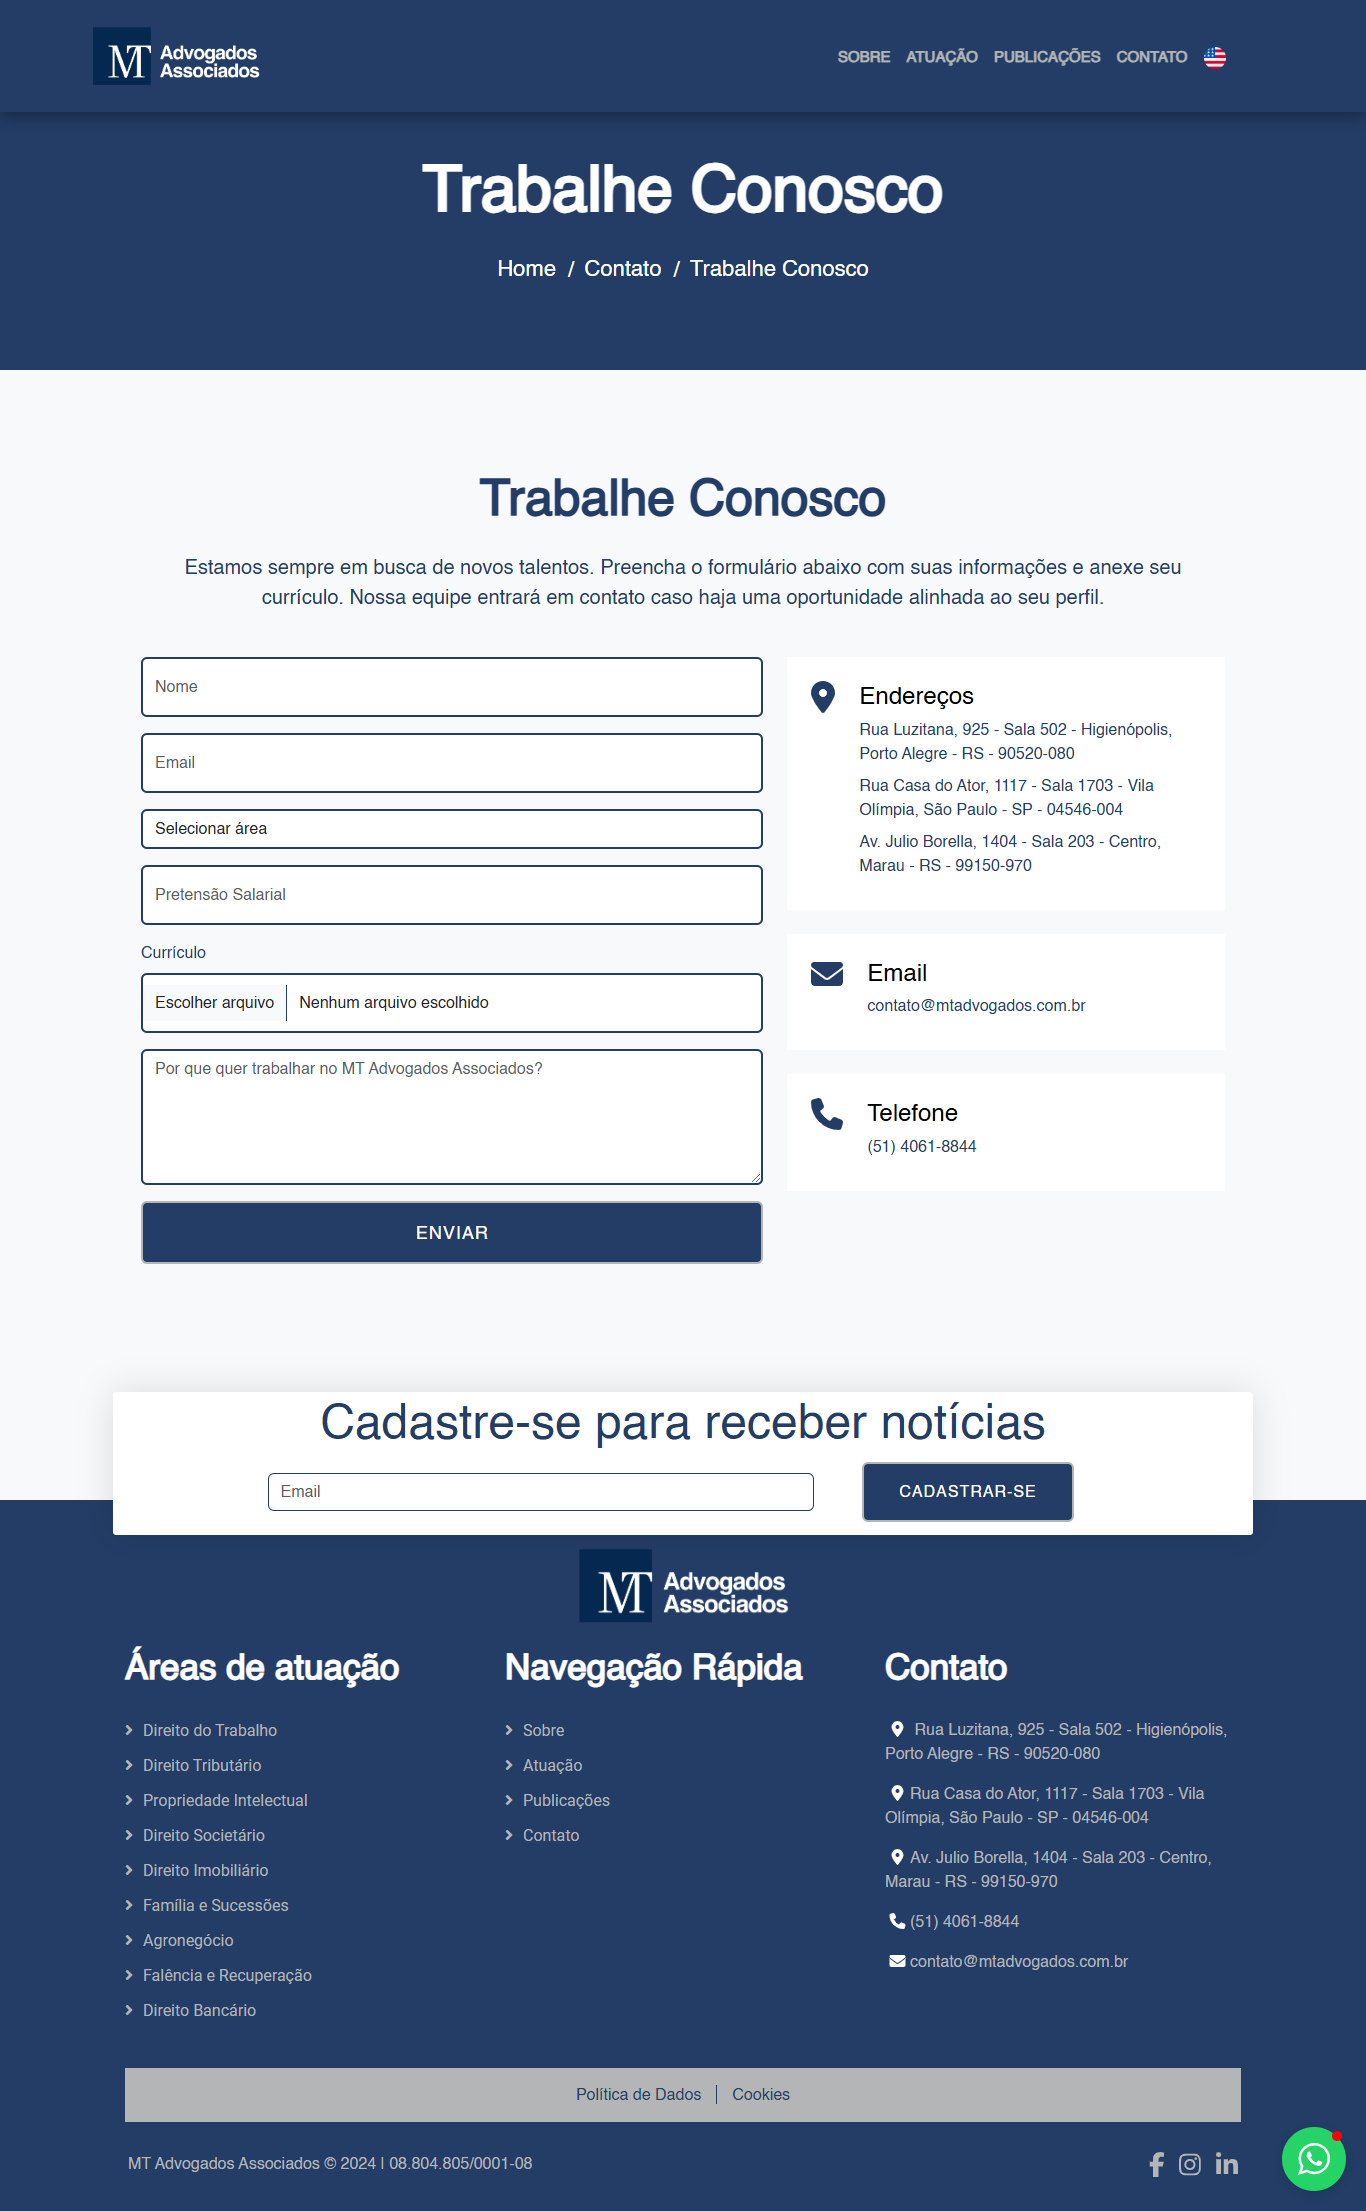 MT Advogados
Associados
SOBRE ATUAÇÃO PUBLICAÇÕES CONTATO
Trabalhe Conosco
Home / Contato / Trabalhe Conosco
Trabalhe Conosco
Estamos sempre em busca de novos talentos. Preencha o formulário abaixo com suas informações e anexe seu
currículo. Nossa equipe entrará em contato caso haja uma oportunidade alinhada ao seu perfil.
Nome
Email
Selecionar área
Pretensão Salarial
Currículo
Escolher arquivo Nenhum arquivo escolhido
Por que quer trabalhar no MT Advogados Associados?
ENVIAR
Endereços
Rua Luzitana, 925 - Sala 502 - Higienópolis,
Porto Alegre - RS - 90520-080
Rua Casa do Ator, 1117 - Sala 1703 - Vila
Olímpia, São Paulo - SP - 04546-004
Av. Julio Borella, 1404 - Sala 203 - Centro,
Marau - RS - 99150-970
Email
contato@mtadvogados.com.br
Telefone
(51) 4061-8844
Cadastre-se para receber notícias
Email
CADASTRAR-SE
MT Advogados
Associados
Áreas de atuação
Direito do Trabalho
Direito Tributário
Propriedade Intelectual
Direito Societário
Direito Imobiliário
Família e Sucessões
Agronegócio
Falência e Recuperação
Direito Bancário
Navegação Rápida
Sobre
Atuação
Publicações
Contato
Contato
Rua Luzitana, 925 - Sala 502 - Higienópolis,
Porto Alegre - RS - 90520-080
Rua Casa do Ator, 1117 - Sala 1703 - Vila
Olímpia, São Paulo - SP - 04546-004
Av. Julio Borella, 1404 - Sala 203 - Centro,
Marau - RS - 99150-970
(51) 4061-8844
contato@mtadvogados.com.br
Política de Dados | Cookies
MT Advogados Associados © 2024 | 08.804.805/0001-08